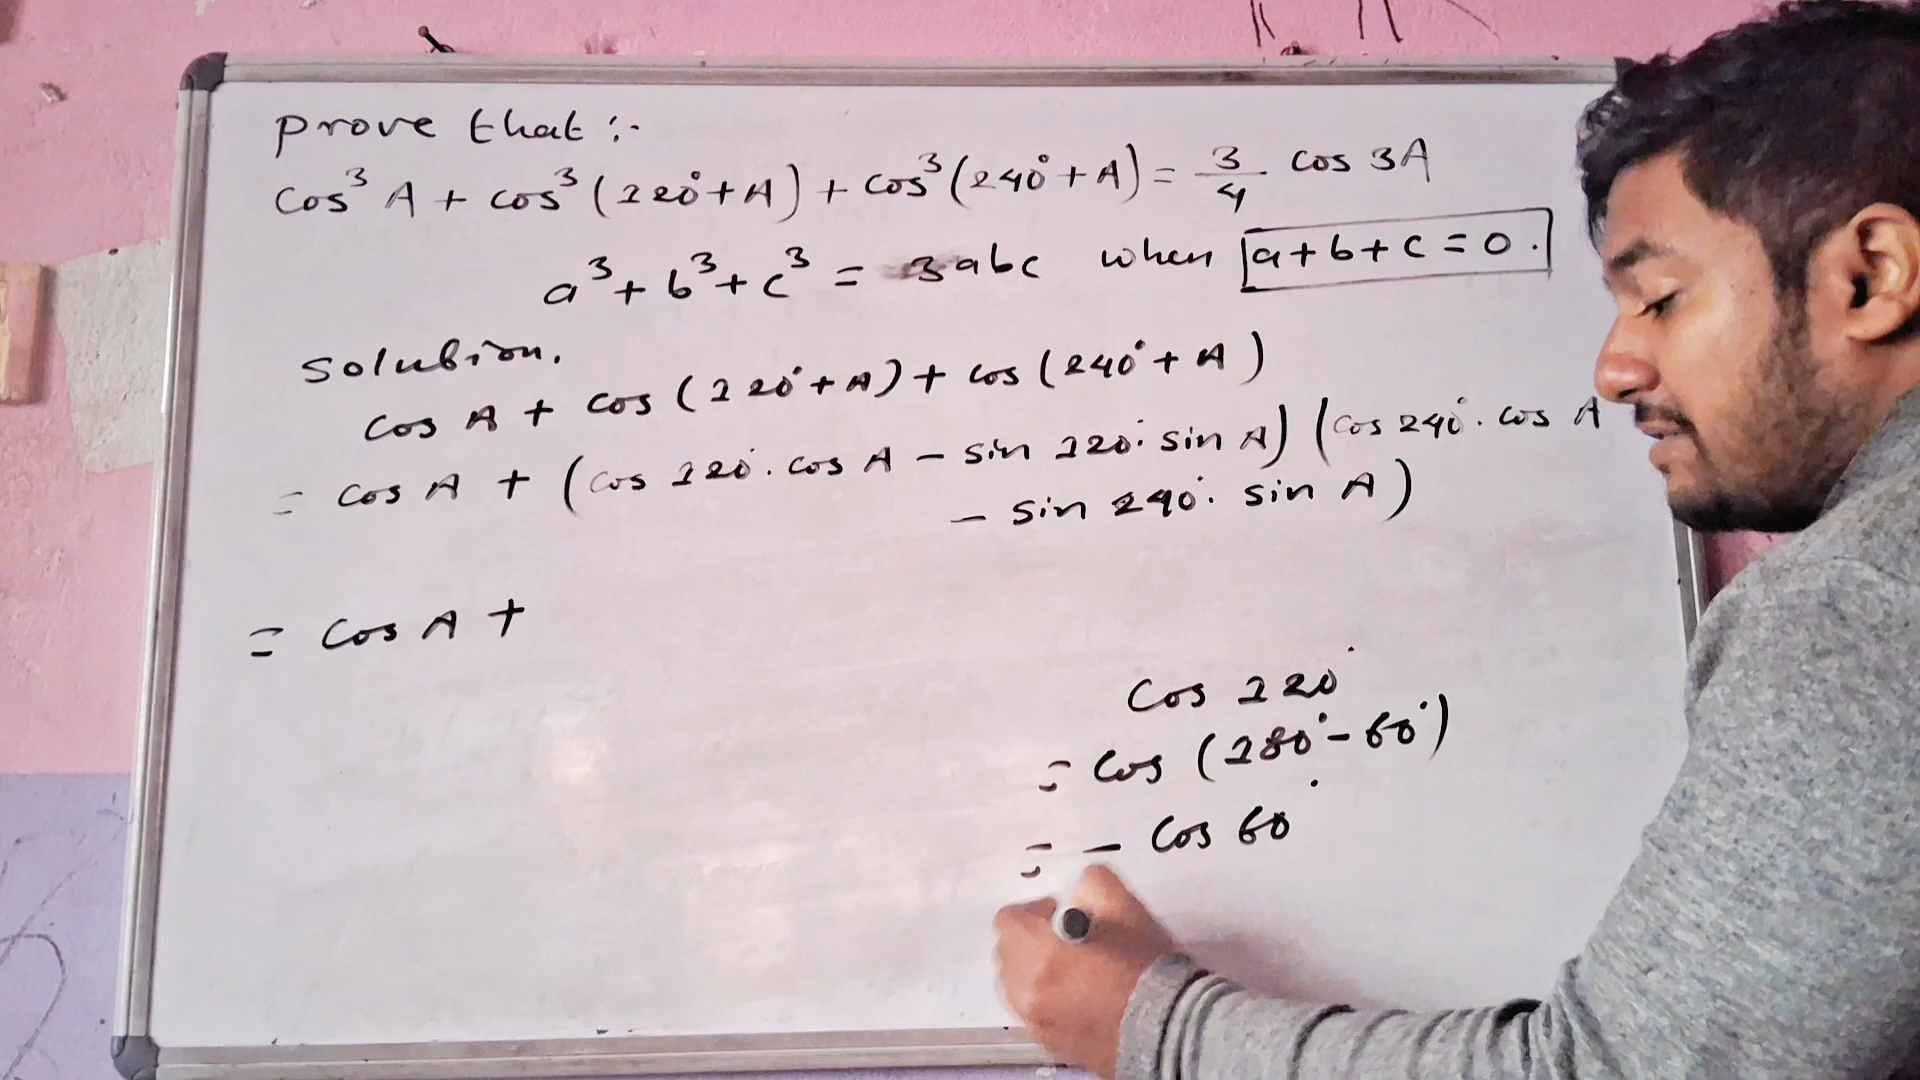 prove that :-
cos³ A + cos³ (120° + A) + cos³ (240° + A) = 3/4 cos 3A
a³ + b³ + c³ = 3abc when a + b + c = 0.
Solution.
cos A + cos (120° + A) + cos (240° + A)
= cos A + (cos 120° . cos A - sin 120° . sin A) (cos 240° . cos A
- sin 240° . sin A)
= cos A +
cos 120°
= cos (180° - 60°)
= - cos 60°